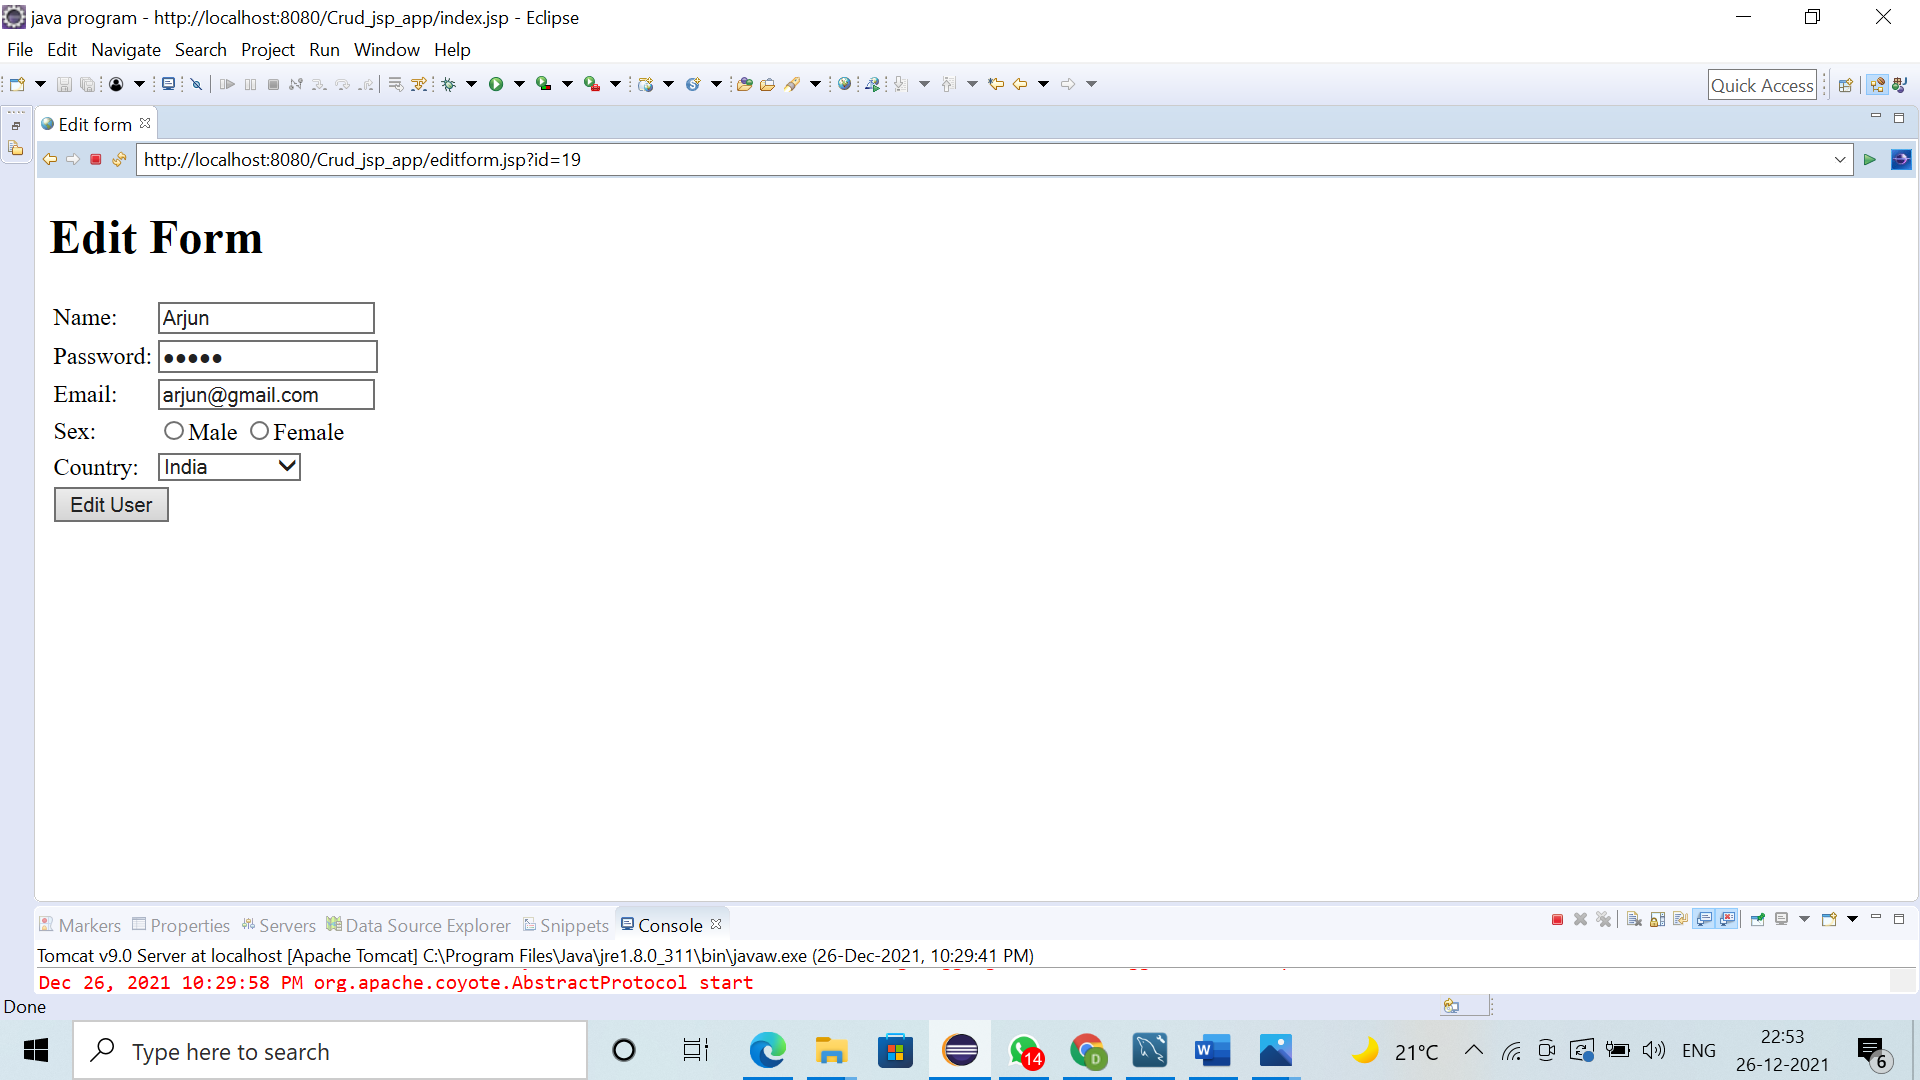 java program - http://localhost:8080/Crud_jsp_app/index.jsp - Eclipse
File Edit Navigate Search Project Run Window Help
Quick Access
Edit form
http://localhost:8080/Crud_jsp_app/editform.jsp?id=19
Edit Form
Name: Arjun
Password: ●●●●●
Email: arjun@gmail.com
Sex: Male Female
Country: India
Edit User
Markers Properties Servers Data Source Explorer Snippets Console
Tomcat v9.0 Server at localhost [Apache Tomcat] C:\Program Files\Java\jre1.8.0_311\bin\javaw.exe (26-Dec-2021, 10:29:41 PM)
Dec 26, 2021 10:29:58 PM org.apache.coyote.AbstractProtocol start
Done
Type here to search
14
D
W
21°C
ENG
22:53
26-12-2021
6